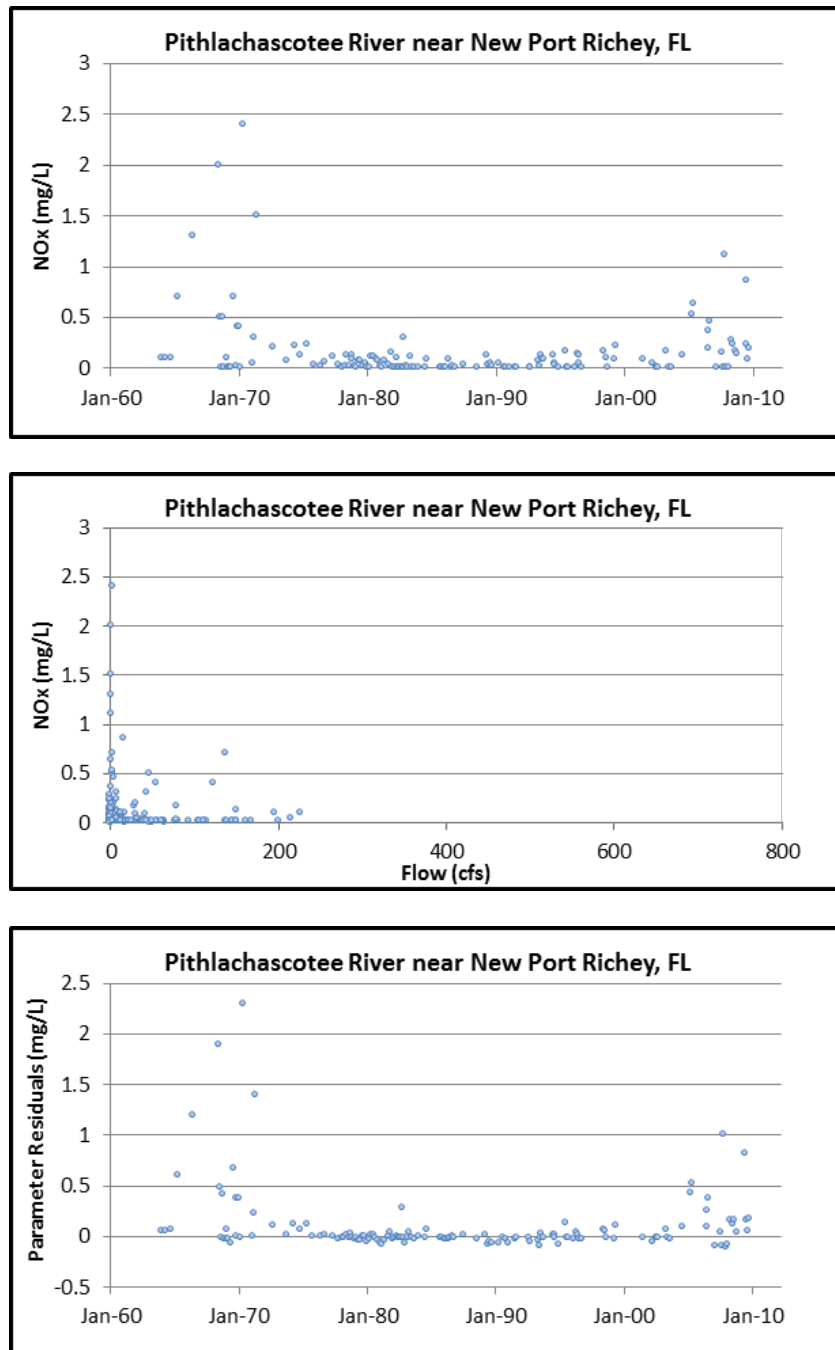 Pithlachascotee River near New Port Richey, FL
NOx (mg/L)
3
2.5
2
1.5
1
0.5
0
Jan-60 Jan-70 Jan-80 Jan-90 Jan-00 Jan-10
Pithlachascotee River near New Port Richey, FL
NOx (mg/L)
3
2.5
2
1.5
1
0.5
0
0 200 400 600 800
Flow (cfs)
Pithlachascotee River near New Port Richey, FL
Parameter Residuals (mg/L)
2.5
2
1.5
1
0.5
0
-0.5
Jan-60 Jan-70 Jan-80 Jan-90 Jan-00 Jan-10